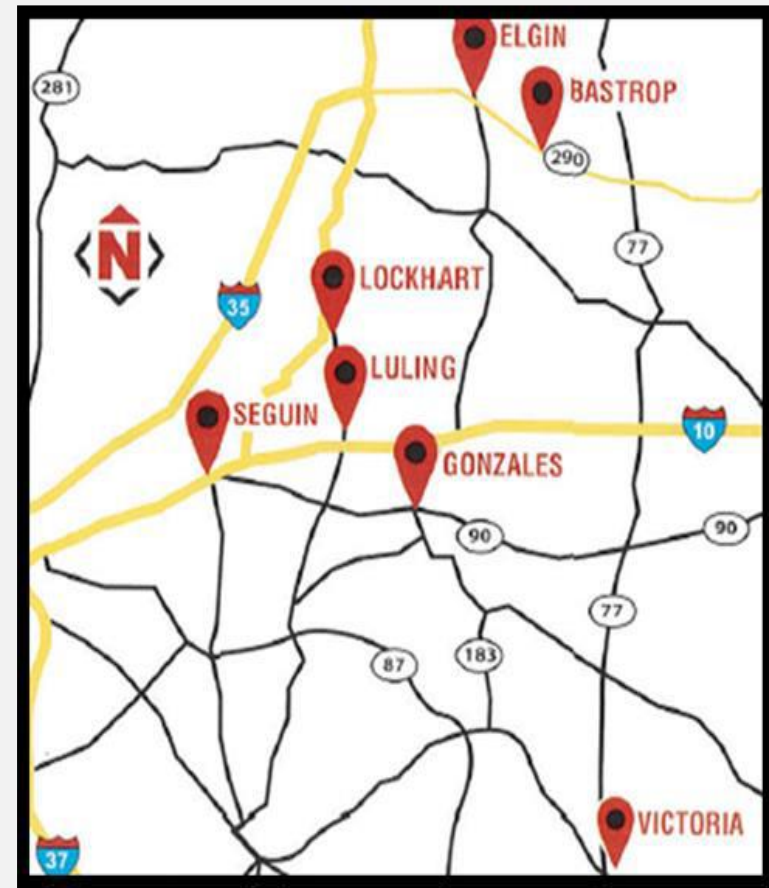 ELGIN
281
BASTROP
290
77
N
LOCKHART
35
LULING
SEGUIN
10
GONZALES
90
90
77
183
87
VICTORIA
37